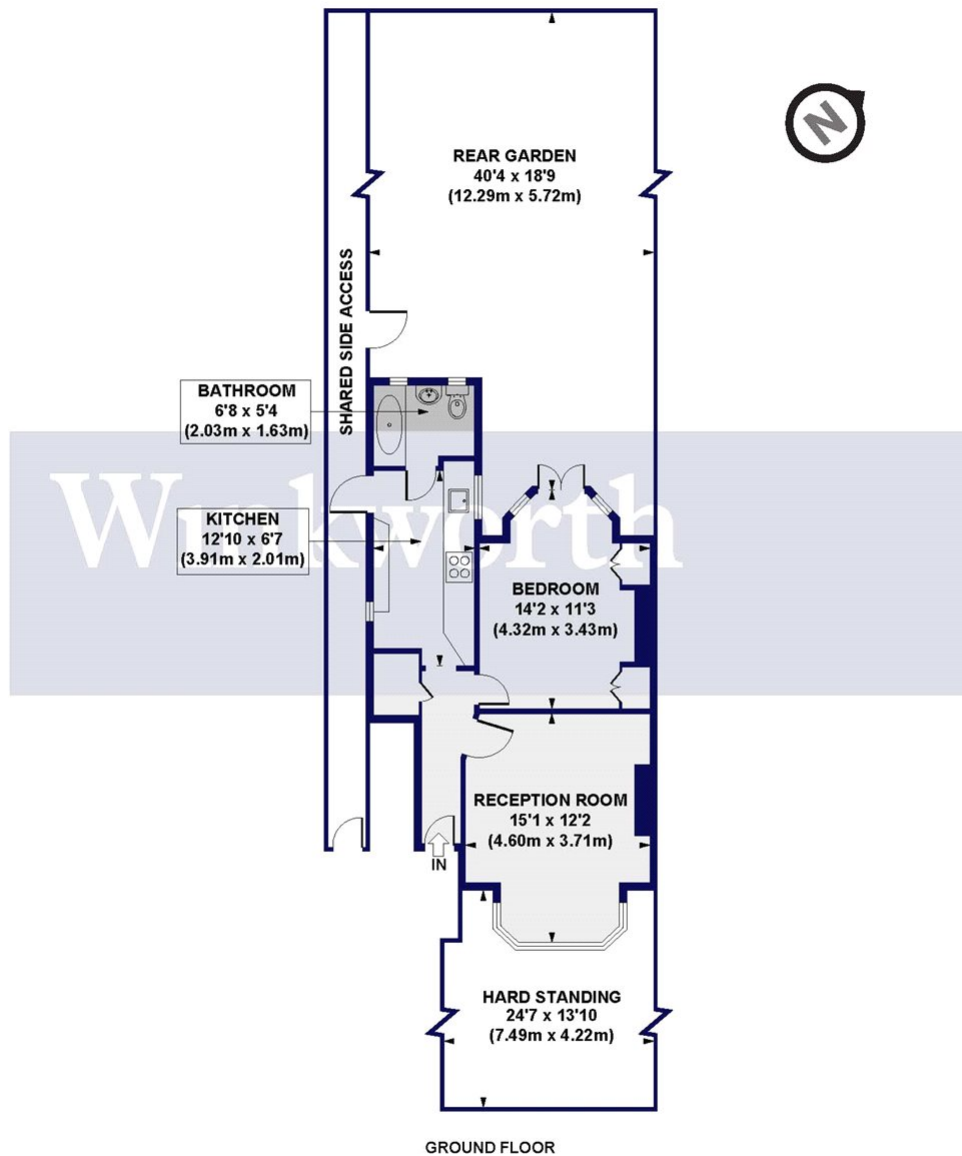 REAR GARDEN
40'4 x 18'9
(12.29m x 5.72m)
N
SHARED SIDE ACCESS
BATHROOM
6'8 x 5'4
(2.03m x 1.63m)
Winkworth
KITCHEN
12'10 x 6'7
(3.91m x 2.01m)
BEDROOM
14'2 x 11'3
(4.32m x 3.43m)
RECEPTION ROOM
15'1 x 12'2
(4.60m x 3.71m)
IN
HARD STANDING
24'7 x 13'10
(7.49m x 4.22m)
GROUND FLOOR